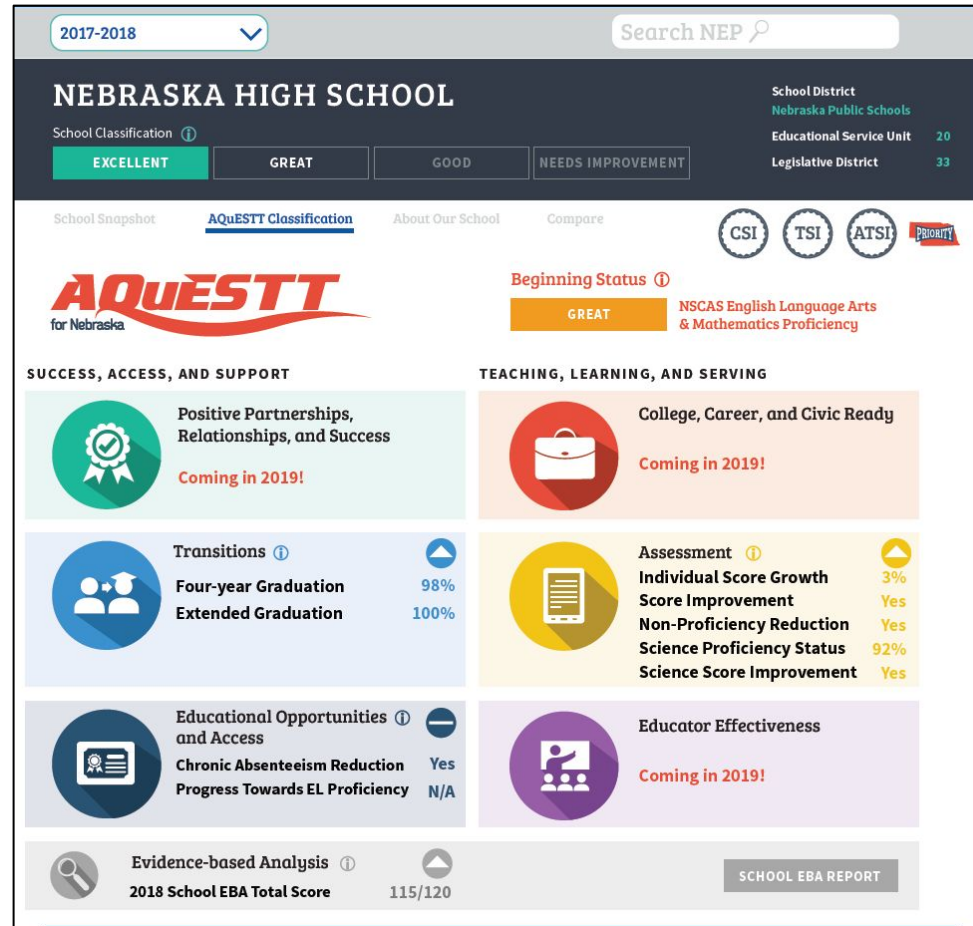 2017-2018
Search NEP
NEBRASKA HIGH SCHOOL
School Classification
EXCELLENT
GREAT
GOOD
NEEDS IMPROVEMENT
School District
Nebraska Public Schools
Educational Service Unit 20
Legislative District 33
School Snapshot
AQuESTT Classification
About Our School
Compare
CSI
TSI
ATSI
PRIORITY
AQuESTT
for Nebraska
Beginning Status
GREAT
NSCAS English Language Arts
& Mathematics Proficiency
SUCCESS, ACCESS, AND SUPPORT
Positive Partnerships,
Relationships, and Success
Coming in 2019!
Transitions
Four-year Graduation 98%
Extended Graduation 100%
Educational Opportunities
and Access
Chronic Absenteeism Reduction Yes
Progress Towards EL Proficiency N/A
TEACHING, LEARNING, AND SERVING
College, Career, and Civic Ready
Coming in 2019!
Assessment
Individual Score Growth 3%
Score Improvement Yes
Non-Proficiency Reduction Yes
Science Proficiency Status 92%
Science Score Improvement Yes
Educator Effectiveness
Coming in 2019!
Evidence-based Analysis
2018 School EBA Total Score 115/120
SCHOOL EBA REPORT